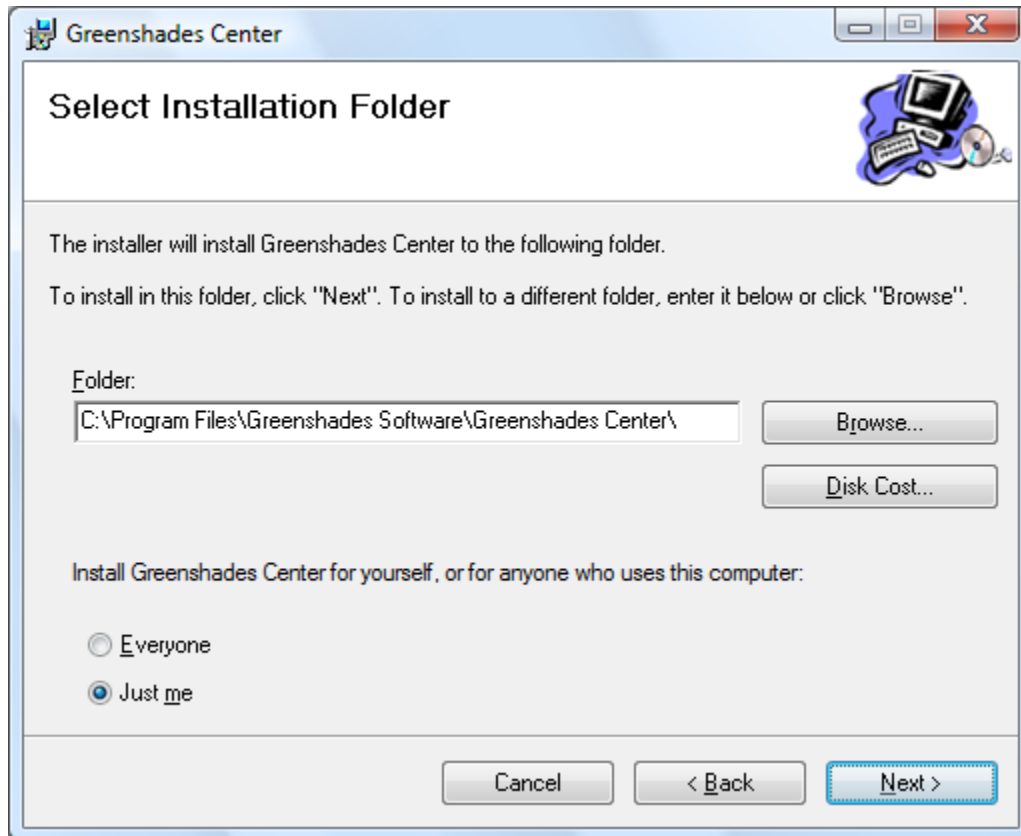 Greenshades Center
Select Installation Folder
The installer will install Greenshades Center to the following folder.
To install in this folder, click "Next". To install to a different folder, enter it below or click "Browse".
Folder:
C:\Program Files\Greenshades Software\Greenshades Center\
Browse...
Disk Cost...
Install Greenshades Center for yourself, or for anyone who uses this computer:
Everyone
Just me
Cancel
< Back
Next >